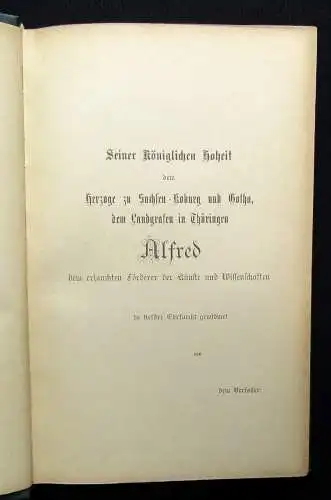 Seiner Königlichen Hoheit
dem
Herzoge zu Sachsen-Koburg und Gotha,
dem Landgrafen in Thüringen
Alfred
dem erlauchten Förderer der Künste und Wissenschaften
in tiefster Ehrfurcht gewidmet
von
dem Verfasser.